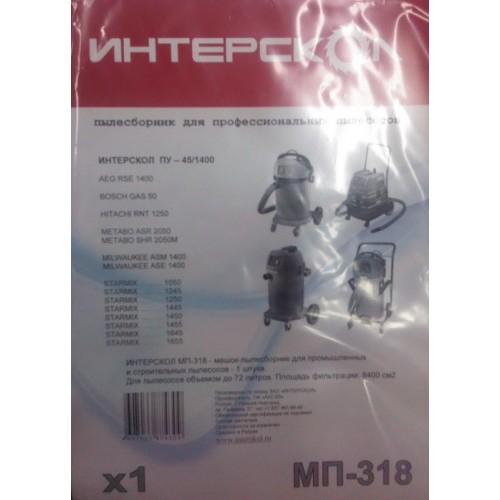 ИНТЕРСКОЛ
пылесборник для профессиональных пылесосов
ИНТЕРСКОЛ ПУ – 45/1400
AEG RSE 1400
BOSCH GAS 50
HITACHI RNT 1250
METABO ASR 2050
METABO SHR 2050M
MILWAUKEE ASM 1400
MILWAUKE ASE 1400
STARMIX 1050
STARMIX 1245
STARMIX 1250
STARMIX 1445
STARMIX 1450
STARMIX 1455
STARMIX 1645
STARMIX 1655
ИНТЕРСКОЛ МП-318 - мешок-пылесборник для промышленных
и строительных пылесосов - 1 штука.
Для пылесосов объемом до 72 литров. Площадь фильтрации: 8400 см2
Сделано в России
www.interskol.ru
x1
МП-318